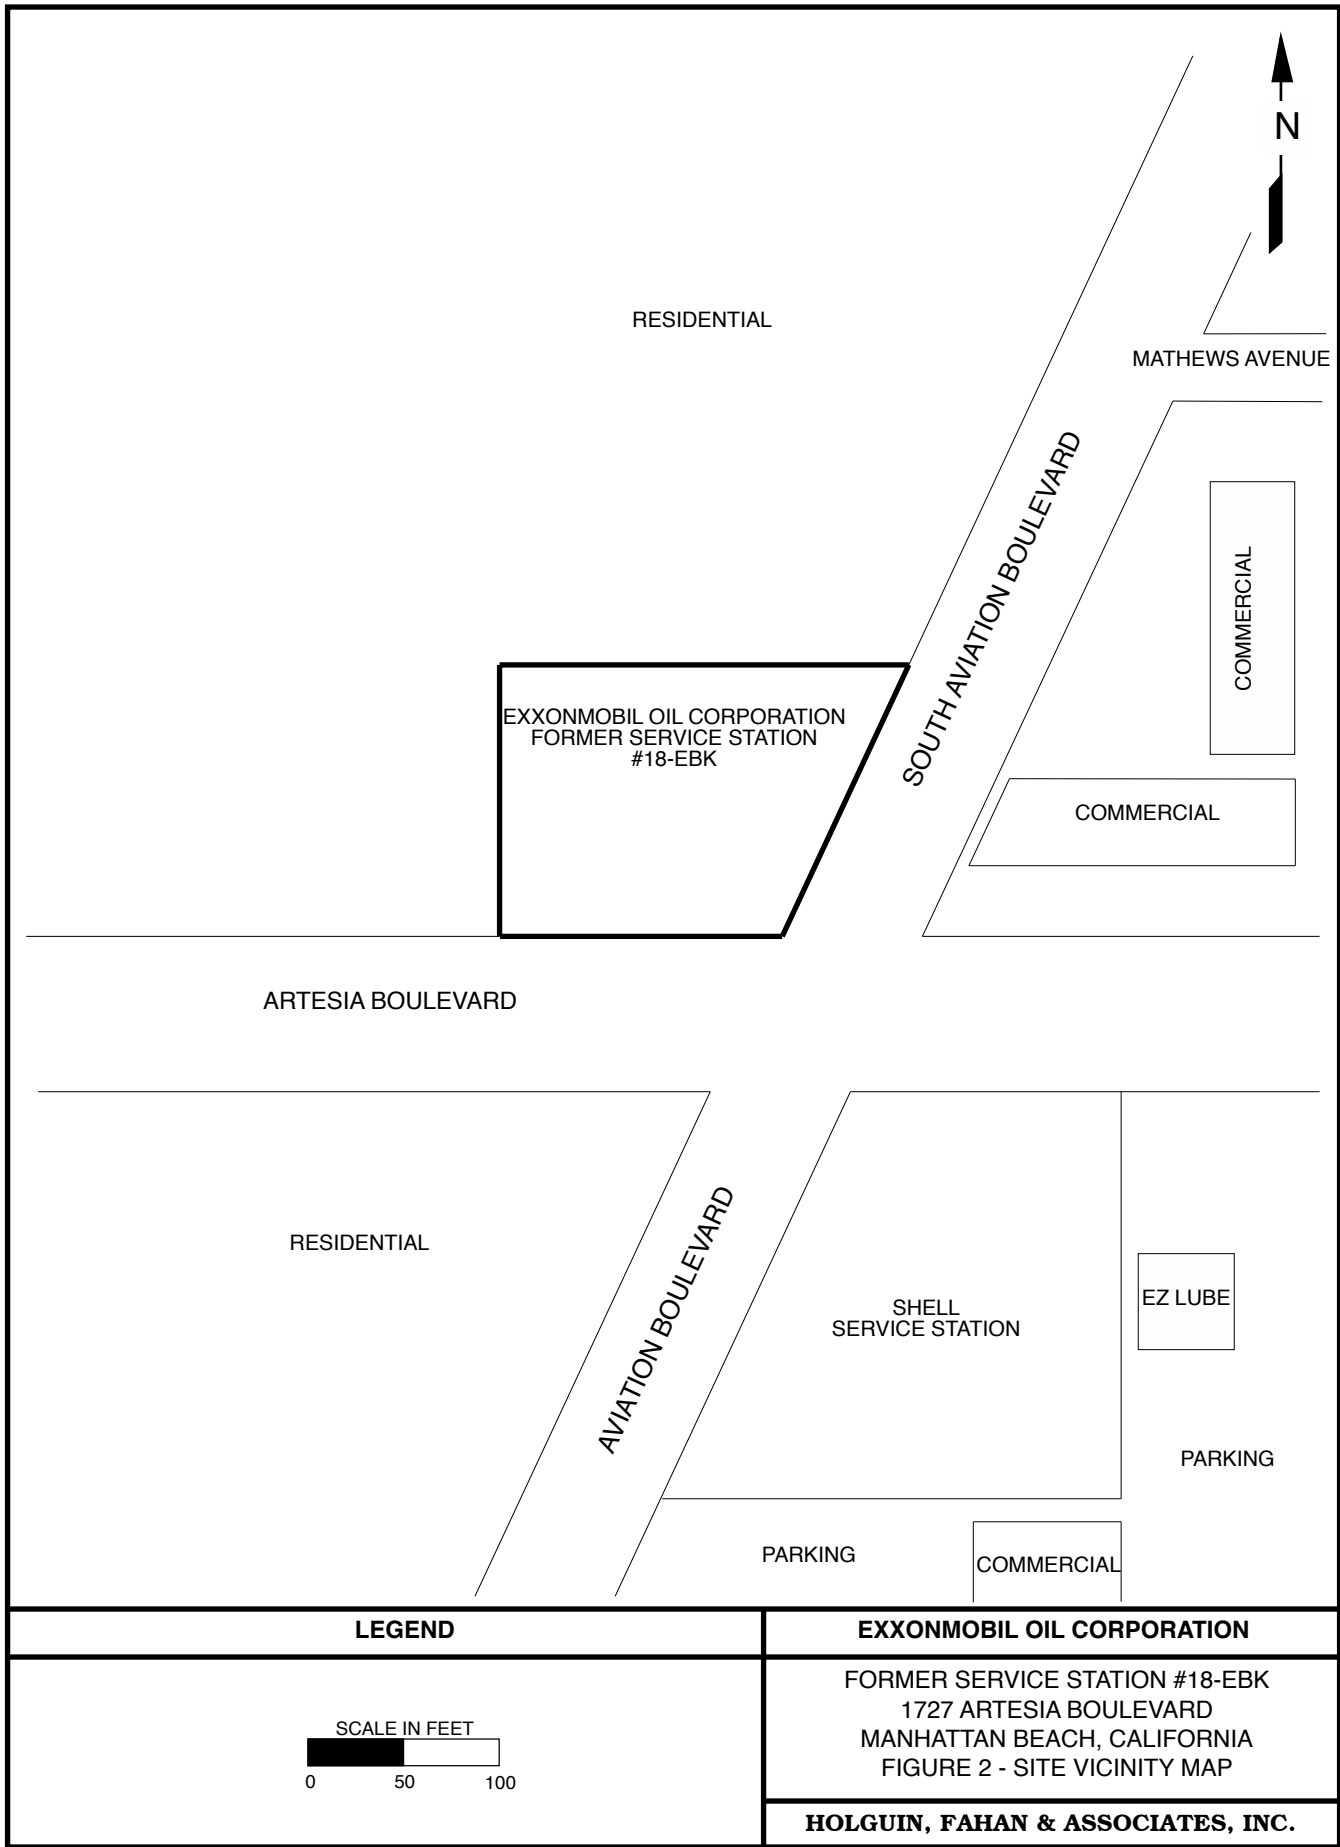 N
RESIDENTIAL
MATHEWS AVENUE
SOUTH AVIATION BOULEVARD
COMMERCIAL
EXXONMOBIL OIL CORPORATION
FORMER SERVICE STATION
#18-EBK
COMMERCIAL
ARTESIA BOULEVARD
RESIDENTIAL
AVIATION BOULEVARD
SHELL
SERVICE STATION
EZ LUBE
PARKING
PARKING
COMMERCIAL
LEGEND
SCALE IN FEET
0 50 100
EXXONMOBIL OIL CORPORATION
FORMER SERVICE STATION #18-EBK
1727 ARTESIA BOULEVARD
MANHATTAN BEACH, CALIFORNIA
FIGURE 2 - SITE VICINITY MAP
HOLGUIN, FAHAN & ASSOCIATES, INC.